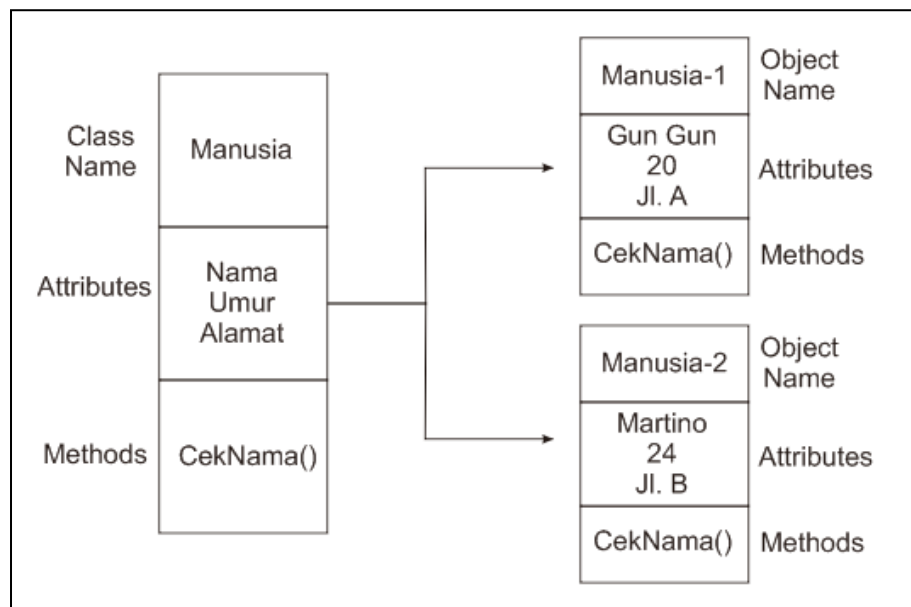 Class
Name
Manusia
Attributes
Nama
Umur
Alamat
Methods
CekNama()
Manusia-1
Object
Name
Gun Gun
20
Jl. A
Attributes
CekNama()
Methods
Manusia-2
Object
Name
Martino
24
Jl. B
Attributes
CekNama()
Methods